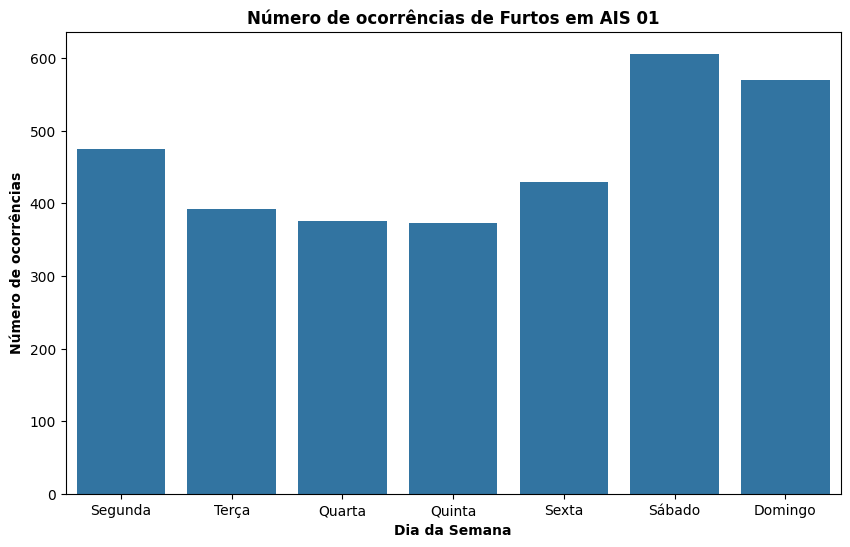 Número de ocorrências de Furtos em AIS 01
Número de ocorrências
600
500
400
300
200
100
0
Segunda Terça Quarta Quinta Sexta Sábado Domingo
Dia da Semana